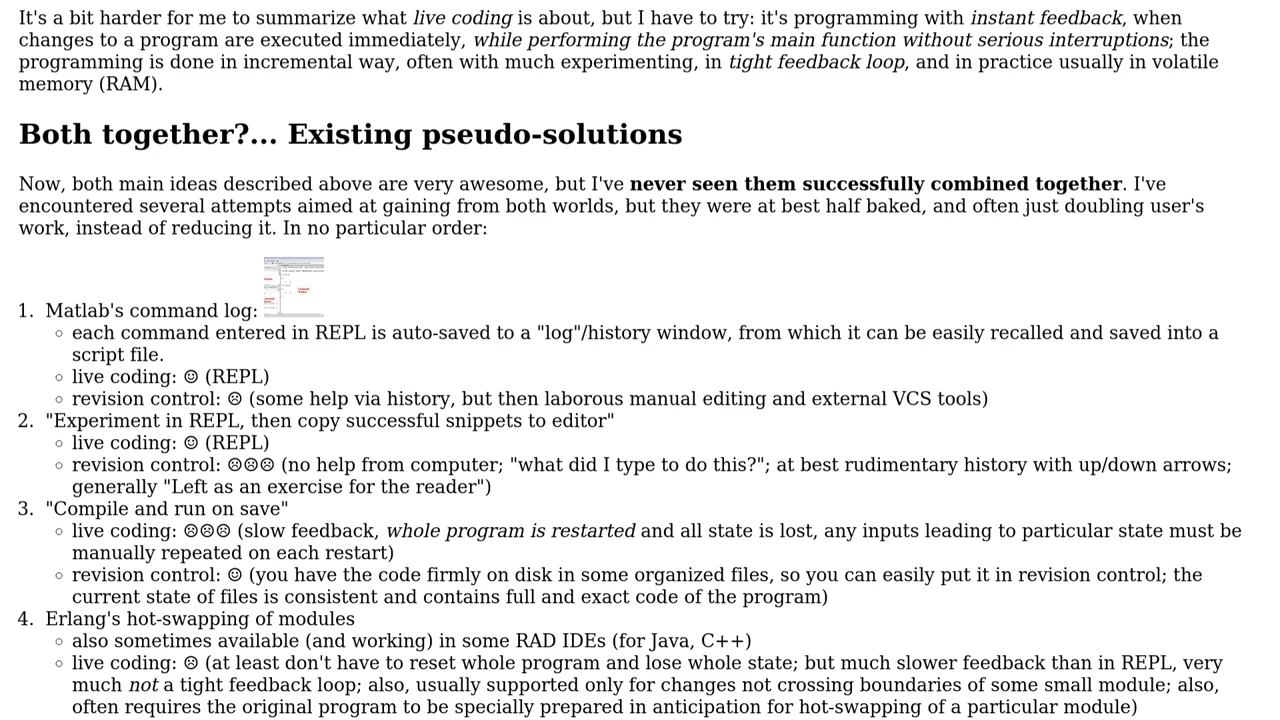 It's a bit harder for me to summarize what live coding is about, but I have to try: it's programming with instant feedback, when
changes to a program are executed immediately, while performing the program's main function without serious interruptions; the
programming is done in incremental way, often with much experimenting, in tight feedback loop, and in practice usually in volatile
memory (RAM).
Both together?... Existing pseudo-solutions
Now, both main ideas described above are very awesome, but I've never seen them successfully combined together. I've
encountered several attempts aimed at gaining from both worlds, but they were at best half baked, and often just doubling user's
work, instead of reducing it. In no particular order:
1. Matlab's command log:
◦ each command entered in REPL is auto-saved to a "log"/history window, from which it can be easily recalled and saved into a
script file.
◦ live coding: ☺ (REPL)
◦ revision control: ☹ (some help via history, but then laborous manual editing and external VCS tools)
2. "Experiment in REPL, then copy successful snippets to editor"
◦ live coding: ☺ (REPL)
◦ revision control: ☹☹☹ (no help from computer; "what did I type to do this?"; at best rudimentary history with up/down arrows;
generally "Left as an exercise for the reader")
3. "Compile and run on save"
◦ live coding: ☹☹☹ (slow feedback, whole program is restarted and all state is lost, any inputs leading to particular state must be
manually repeated on each restart)
◦ revision control: ☺ (you have the code firmly on disk in some organized files, so you can easily put it in revision control; the
current state of files is consistent and contains full and exact code of the program)
4. Erlang's hot-swapping of modules
◦ also sometimes available (and working) in some RAD IDEs (for Java, C++)
◦ live coding: ☹ (at least don't have to reset whole program and lose whole state; but much slower feedback than in REPL, very
much not a tight feedback loop; also, usually supported only for changes not crossing boundaries of some small module; also,
often requires the original program to be specially prepared in anticipation for hot-swapping of a particular module)